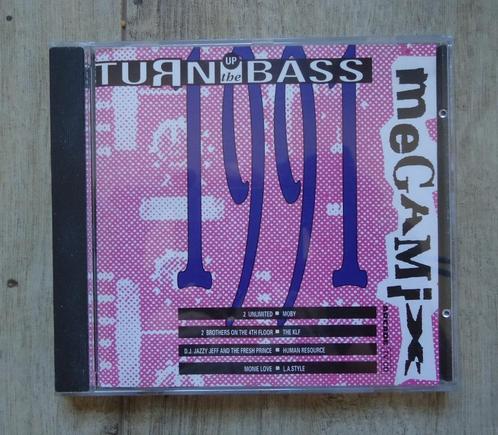 TURN UP the BASS
1991
meGAMiX
2 UNLIMITED ■ MOBY
2 BROTHERS ON THE 4TH FLOOR ■ THE KLF
D.J. JAZZY JEFF AND THE FRESH PRINCE ■ HUMAN RESOURCE
MONIE LOVE ■ L.A.STYLE